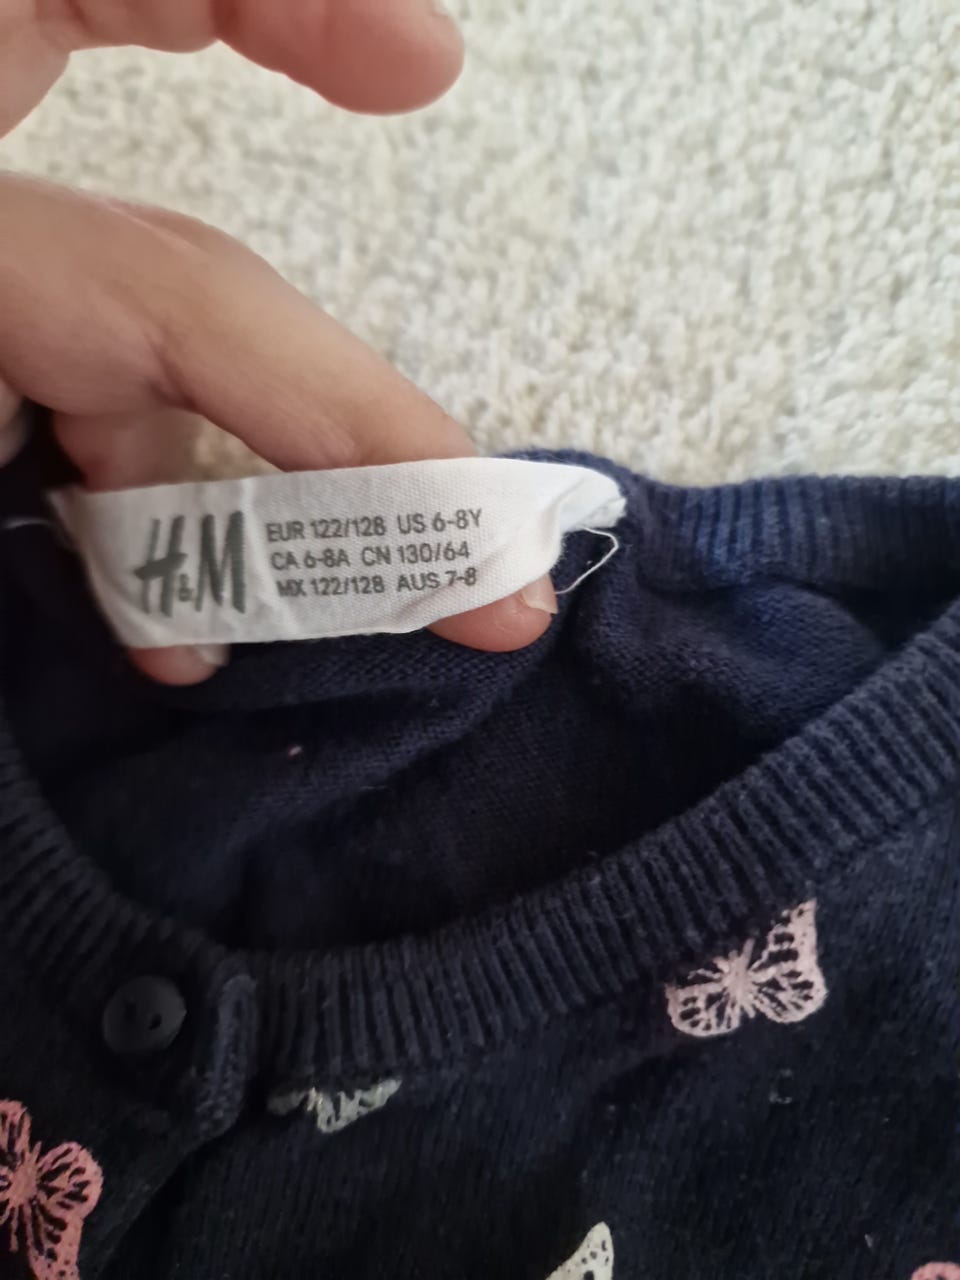 H&M
EUR 122/128 US 6-8Y
CA 6-8A CN 130/64
MX 122/128 AUS 7-8